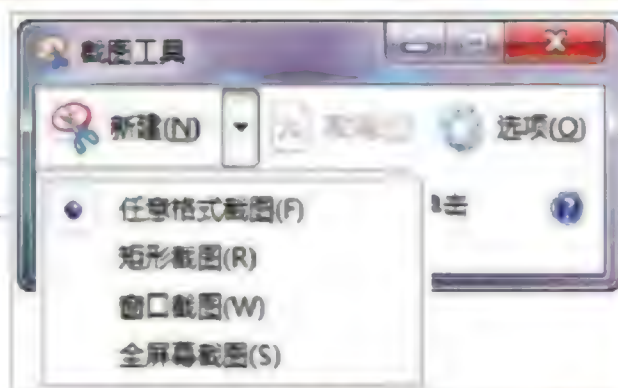 截图工具
新建(N) 选项(O)
任意格式截图(F)
矩形截图(R)
窗口截图(W)
全屏幕截图(S)